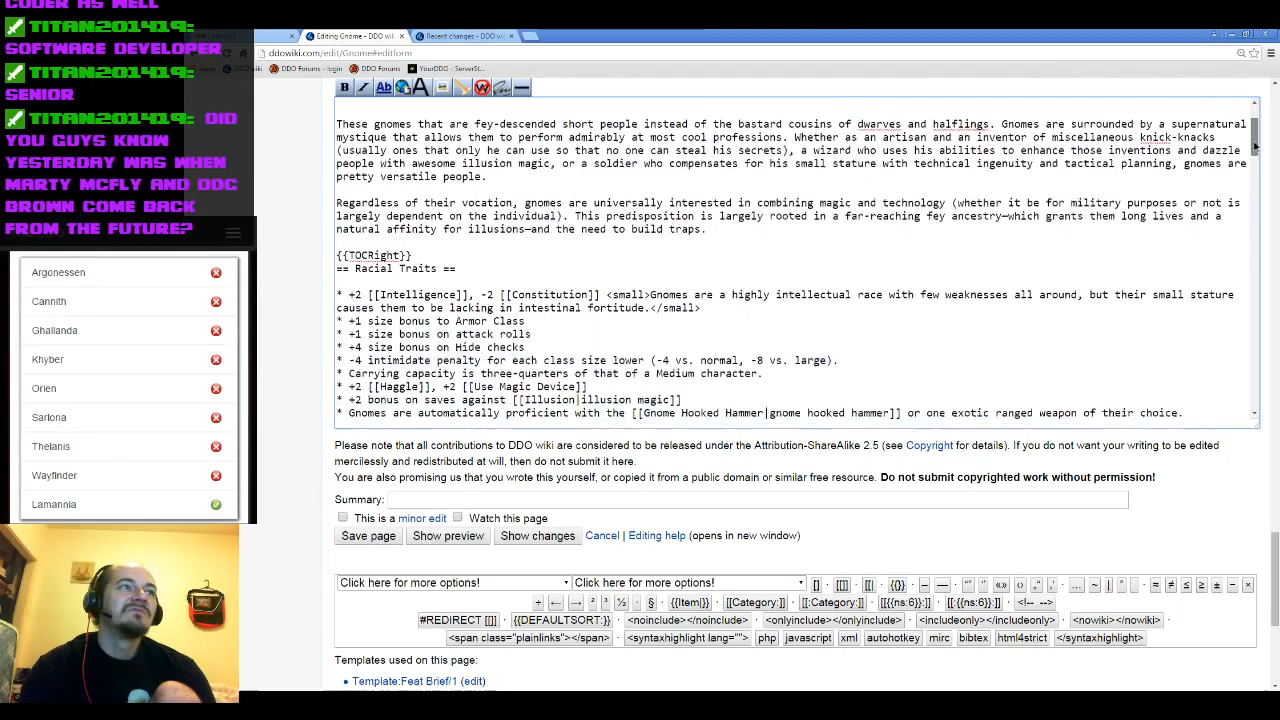 CODER AS WELL
TITAN201419:
SOFTWARE DEVELOPER
TITAN201419:
SENIOR
TITAN201419: DID
YOU GUYS KNOW
YESTERDAY WAS WHEN
MARTY MCFLY AND DOC
BROWN COME BACK
FROM THE FUTURE?
Argonessen
Cannith
Ghallanda
Khyber
Orien
Sarlona
Thelanis
Wayfinder
Lamannia
Editing Gnome - DDO wiki
Recent changes - DDO wiki
ddowiki.com/edit/Gnome#editform
DDO Forums - login
DDO Forums
YourDDO - ServerSt...
These gnomes that are fey-descended short people instead of the bastard cousins of dwarves and halflings. Gnomes are surrounded by a supernatural
mystique that allows them to perform admirably at most cool professions. Whether as an artisan and an inventor of miscellaneous knick-knacks
(usually ones that only he can use so that no one can steal his secrets), a wizard who uses his abilities to enhance those inventions and dazzle
people with awesome illusion magic, or a soldier who compensates for his small stature with technical ingenuity and tactical planning, gnomes are
pretty versatile people.
Regardless of their vocation, gnomes are universally interested in combining magic and technology (whether it be for military purposes or not is
largely dependent on the individual). This predisposition is largely rooted in a far-reaching fey ancestry—which grants them long lives and a
natural affinity for illusions—and the need to build traps.
{{TOCRight}}
== Racial Traits ==
* +2 [[Intelligence]], -2 [[Constitution]] <small>Gnomes are a highly intellectual race with few weaknesses all around, but their small stature
causes them to be lacking in intestinal fortitude.</small>
* +1 size bonus to Armor Class
* +1 size bonus on attack rolls
* +4 size bonus on Hide checks
* -4 intimidate penalty for each class size lower (-4 vs. normal, -8 vs. large).
* Carrying capacity is three-quarters of that of a Medium character.
* +2 [[Haggle]], +2 [[Use Magic Device]]
* +2 bonus on saves against [[Illusion|illusion magic]]
* Gnomes are automatically proficient with the [[Gnome Hooked Hammer|gnome hooked hammer]] or one exotic ranged weapon of their choice.
Please note that all contributions to DDO wiki are considered to be released under the Attribution-ShareAlike 2.5 (see Copyright for details). If you do not want your writing to be edited
mercilessly and redistributed at will, then do not submit it here.
You are also promising us that you wrote this yourself, or copied it from a public domain or similar free resource. Do not submit copyrighted work without permission!
Summary:
This is a minor edit Watch this page
Save page Show preview Show changes Cancel | Editing help (opens in new window)
Click here for more options! Click here for more options! [] · [[]] · [[|] · {{}} · – · — · “” · ‘’ · «» · ‹› · „“ · ‚‘ · … · ~ · | · ° · · ≈ · ≠ · ≤ · ≥ · ± · − · ×
÷ · ← · → · ² · ³ · ½ · · § · {{Item|}} · [[Category:]] · [[:Category:]] · [[{{ns:6}}:]] · [[:{{ns:6}}:]] · <!-- -->
#REDIRECT [[]] · {{DEFAULTSORT:}} · <noinclude></noinclude> · <onlyinclude></onlyinclude> · <includeonly></includeonly> · <nowiki></nowiki> ·
<span class="plainlinks"></span> · <syntaxhighlight lang=""> php javascript xml autohotkey mirc bibtex html4strict </syntaxhighlight>
Templates used on this page:
Template:Feat Brief/1 (edit)